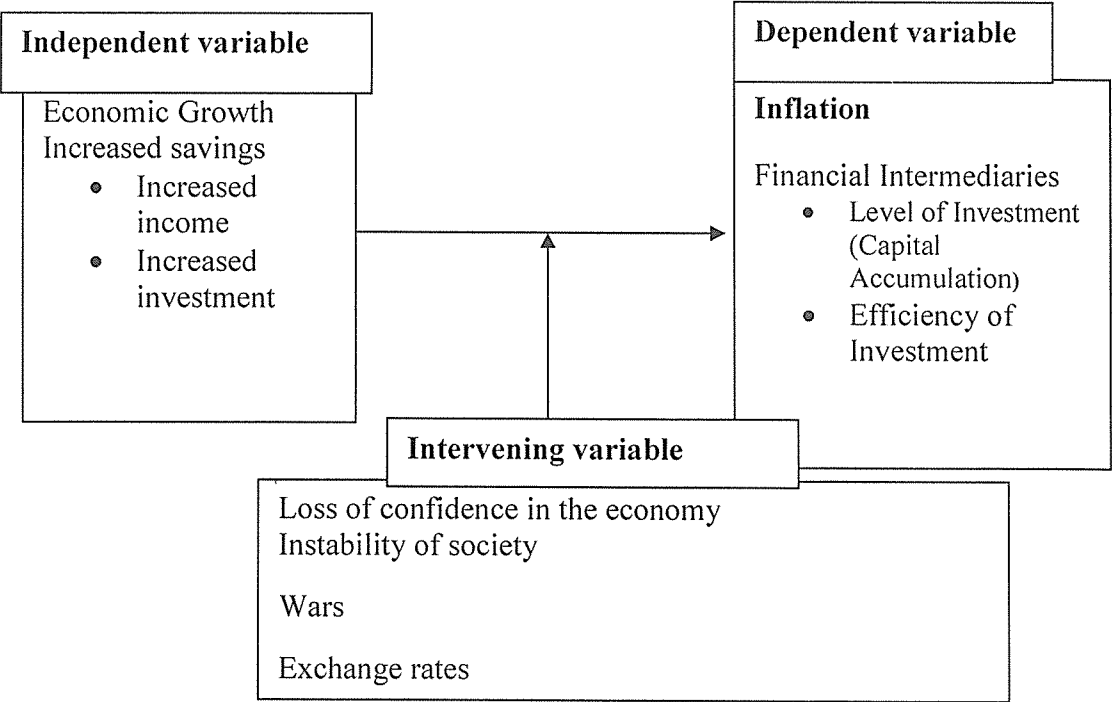 Independent variable
Economic Growth
Increased savings
• Increased
income
• Increased
investment
Dependent variable
Inflation
Financial Intermediaries
• Level of Investment
(Capital
Accumulation)
• Efficiency of
Investment
Intervening variable
Loss of confidence in the economy
Instability of society
Wars
Exchange rates